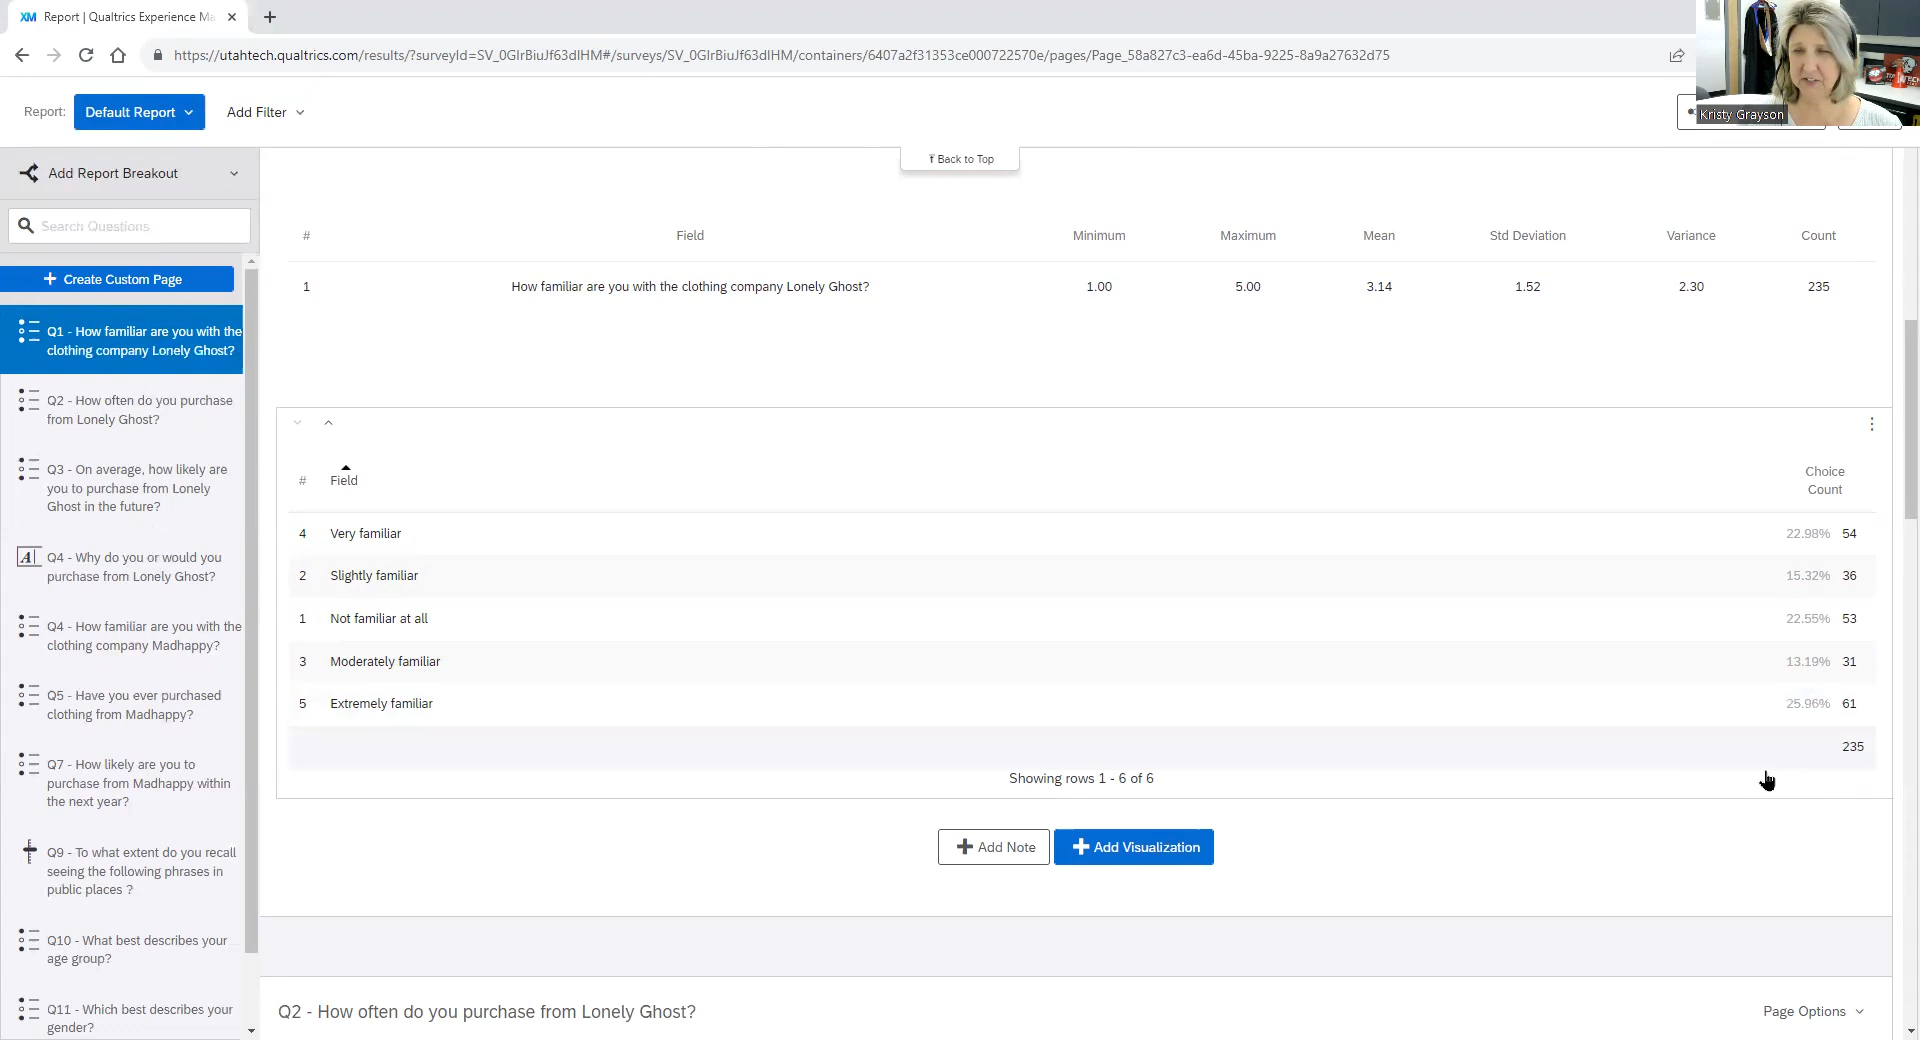 XM Report | Qualtrics Experience Ma
https://utahtech.qualtrics.com/results/?surveyId=SV_0GIrBiuJf63dIHM#/surveys/SV_0GIrBiuJf63dIHM/containers/6407a2f31353ce000722570e/pages/Page_58a827c3-ea6d-45ba-9225-8a9a27632d75
Kristy Grayson
Report: Default Report Add Filter
Add Report Breakout
Back to Top
Search Questions
Create Custom Page
Q1 - How familiar are you with the
clothing company Lonely Ghost?
Q2 - How often do you purchase
from Lonely Ghost?
Q3 - On average, how likely are
you to purchase from Lonely
Ghost in the future?
A Q4 - Why do you or would you
purchase from Lonely Ghost?
Q4 - How familiar are you with the
clothing company Madhappy?
Q5 - Have you ever purchased
clothing from Madhappy?
Q7 - How likely are you to
purchase from Madhappy within
the next year?
Q9 - To what extent do you recall
seeing the following phrases in
public places ?
Q10 - What best describes your
age group?
Q11 - Which best describes your
gender?
# Field Minimum Maximum Mean Std Deviation Variance Count
1 How familiar are you with the clothing company Lonely Ghost? 1.00 5.00 3.14 1.52 2.30 235
# Field Choice
Count
4 Very familiar 22.98% 54
2 Slightly familiar 15.32% 36
1 Not familiar at all 22.55% 53
3 Moderately familiar 13.19% 31
5 Extremely familiar 25.96% 61
235
Showing rows 1 - 6 of 6
Add Note Add Visualization
Q2 - How often do you purchase from Lonely Ghost? Page Options